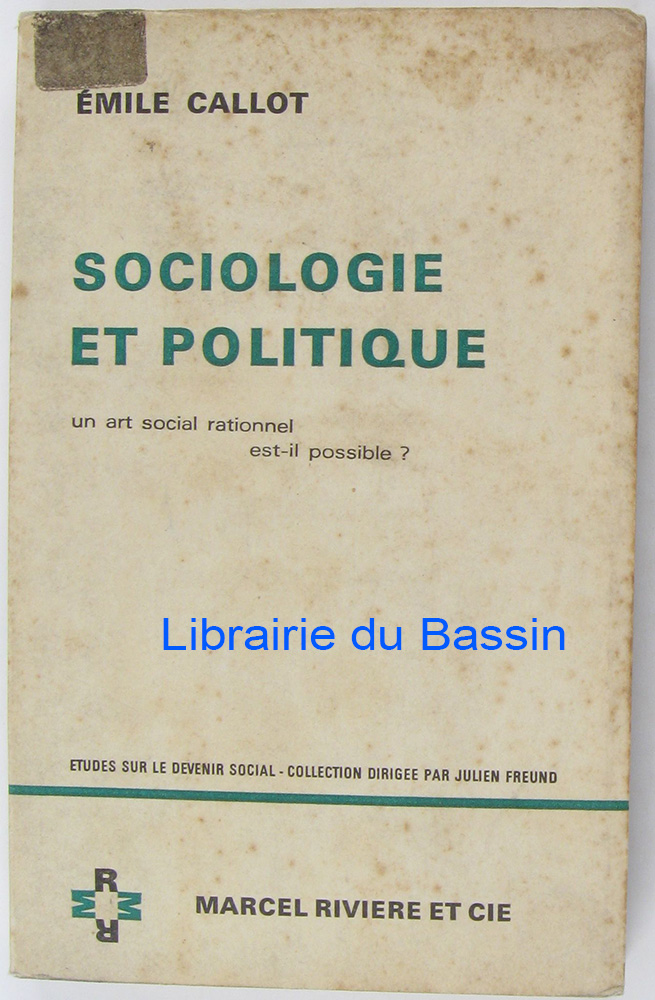 ÉMILE CALLOT
SOCIOLOGIE
ET POLITIQUE
un art social rationnel
est-il possible ?
Librairie du Bassin
ETUDES SUR LE DEVENIR SOCIAL - COLLECTION DIRIGEE PAR JULIEN FREUND
R
M M
R
MARCEL RIVIERE ET CIE